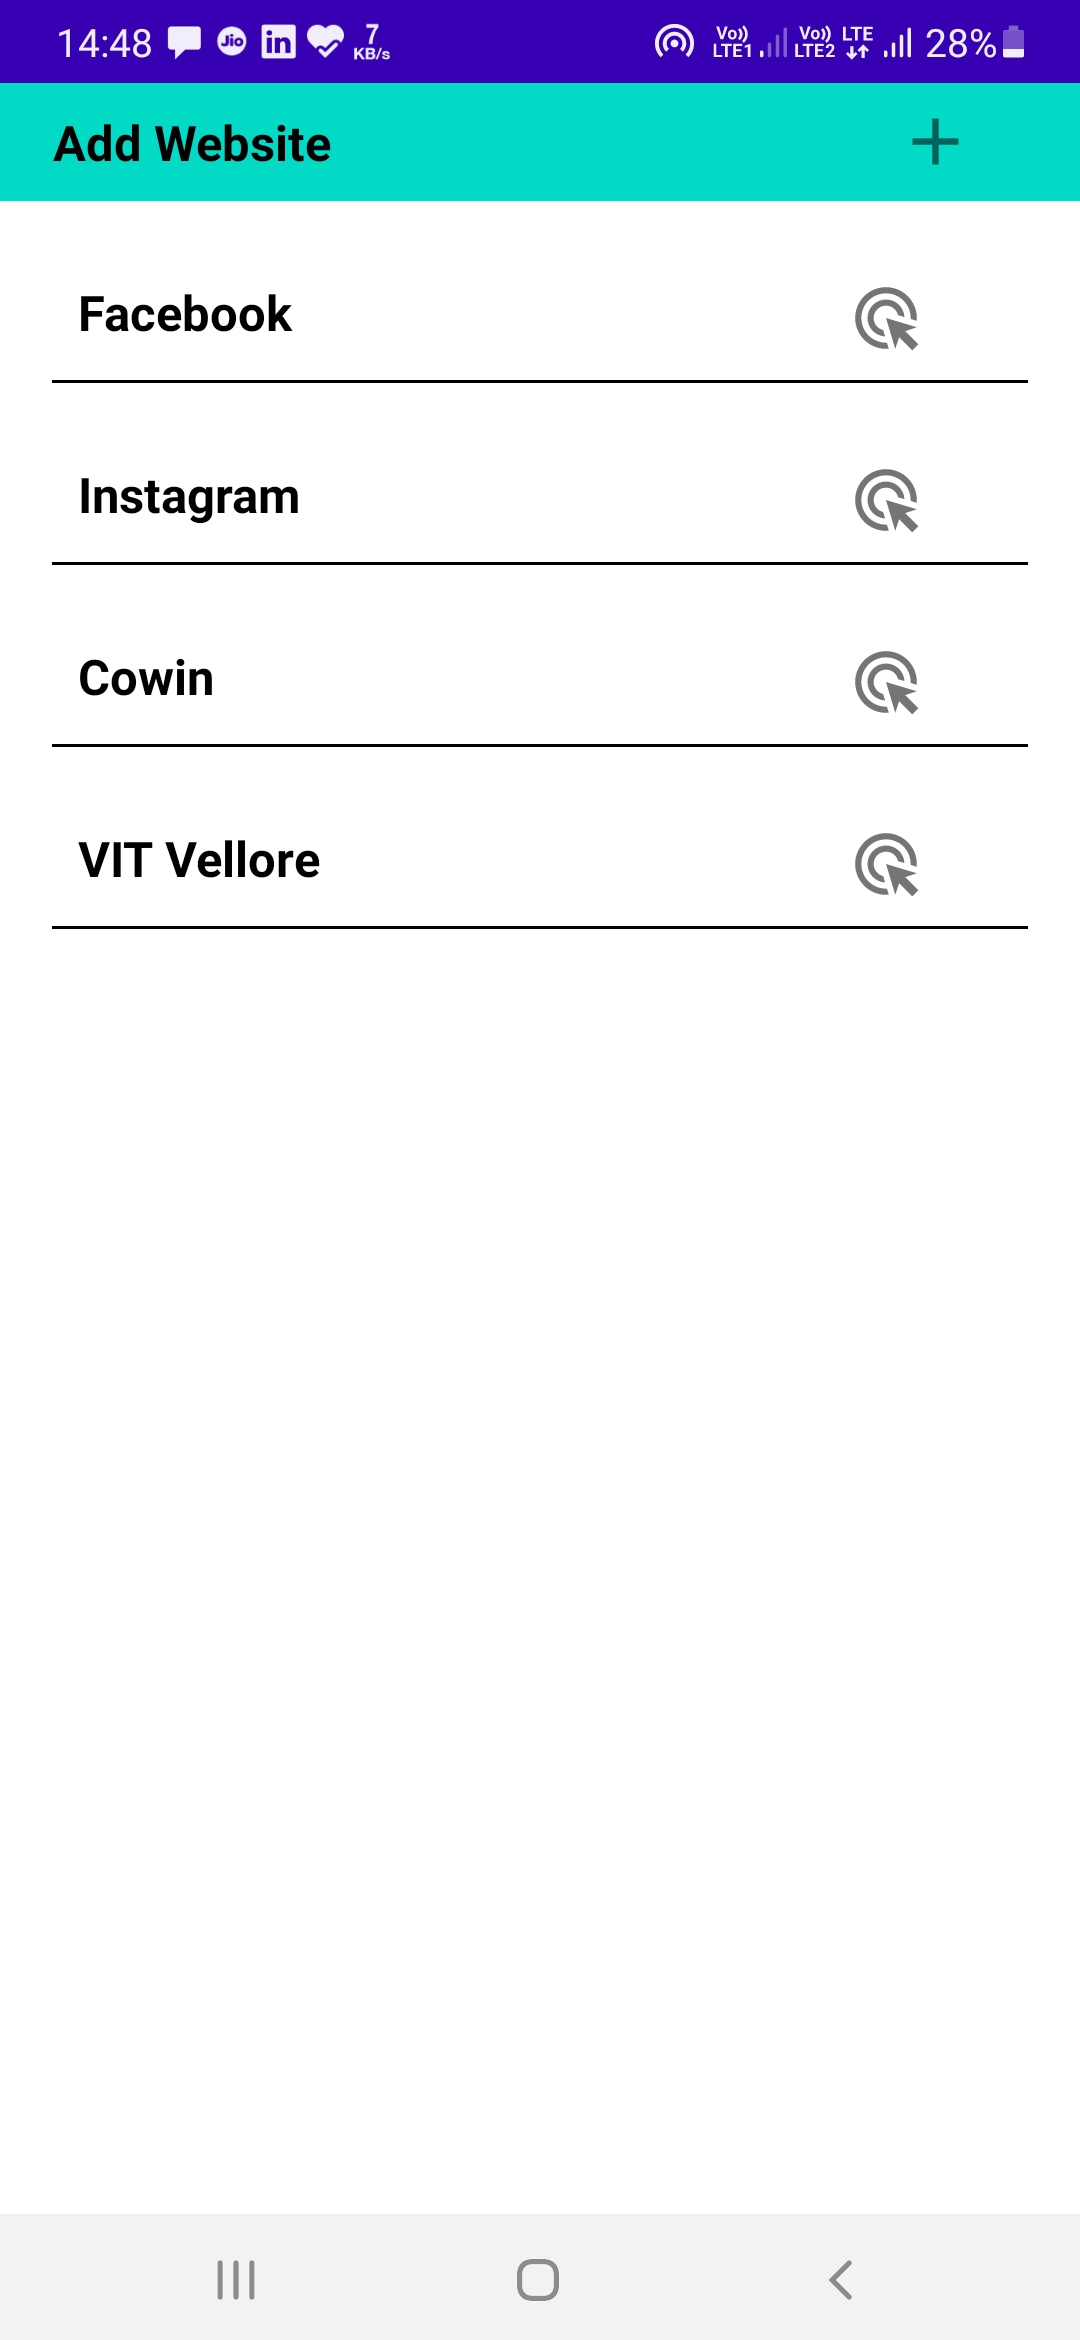 14:48 Jio in 7 KB/s Vo)) LTE1 Vo)) LTE2 LTE 28%
Add Website
Facebook
Instagram
Cowin
VIT Vellore